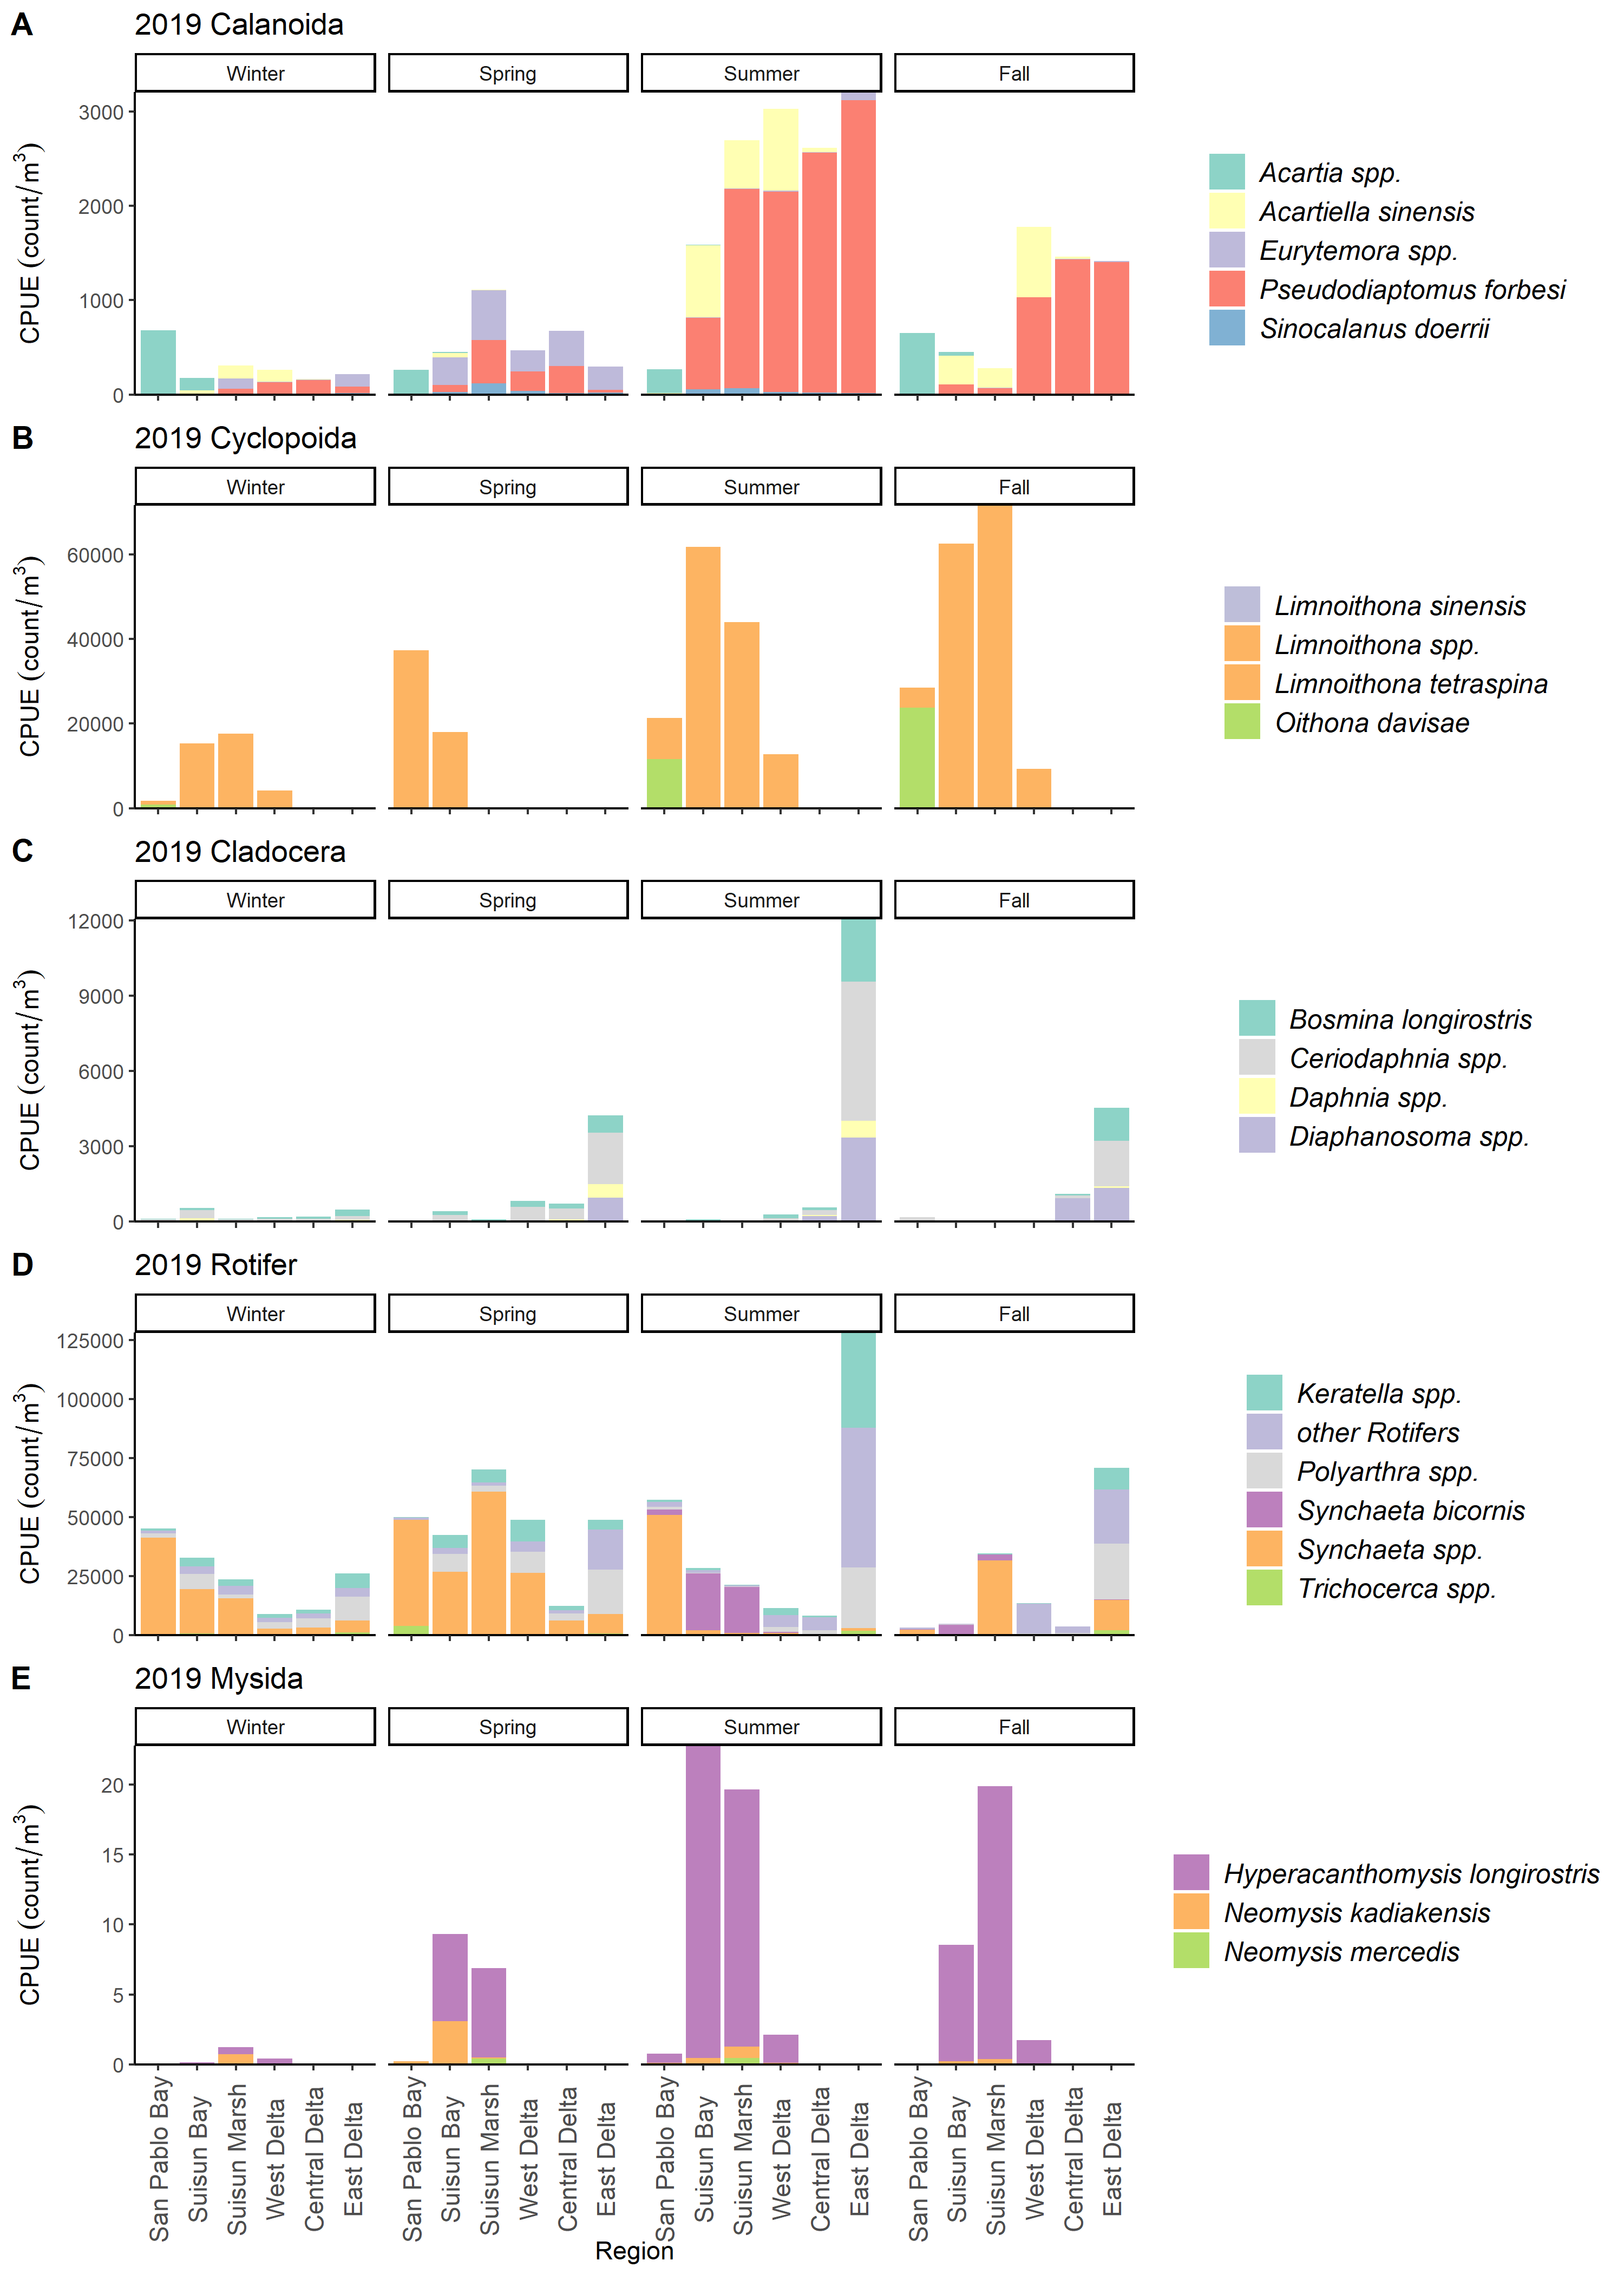 A
2019 Calanoida
Winter
Spring
Summer
Fall
CPUE (count/m³)
3000
2000
1000
0
Acartia spp.
Acartiella sinensis
Eurytemora spp.
Pseudodiaptomus forbesi
Sinocalanus doerrii
B
2019 Cyclopoida
Winter
Spring
Summer
Fall
CPUE (count/m³)
60000
40000
20000
0
Limnoithona sinensis
Limnoithona spp.
Limnoithona tetraspina
Oithona davisae
C
2019 Cladocera
Winter
Spring
Summer
Fall
CPUE (count/m³)
12000
9000
6000
3000
0
Bosmina longirostris
Ceriodaphnia spp.
Daphnia spp.
Diaphanosoma spp.
D
2019 Rotifer
Winter
Spring
Summer
Fall
CPUE (count/m³)
125000
100000
75000
50000
25000
0
Keratella spp.
other Rotifers
Polyarthra spp.
Synchaeta bicornis
Synchaeta spp.
Trichocerca spp.
E
2019 Mysida
Winter
Spring
Summer
Fall
CPUE (count/m³)
20
15
10
5
0
Hyperacanthomysis longirostris
Neomysis kadiakensis
Neomysis mercedis
San Pablo Bay
Suisun Bay
Suisun Marsh
West Delta
Central Delta
East Delta
San Pablo Bay
Suisun Bay
Suisun Marsh
West Delta
Central Delta
East Delta
San Pablo Bay
Suisun Bay
Suisun Marsh
West Delta
Central Delta
East Delta
San Pablo Bay
Suisun Bay
Suisun Marsh
West Delta
Central Delta
East Delta
Region